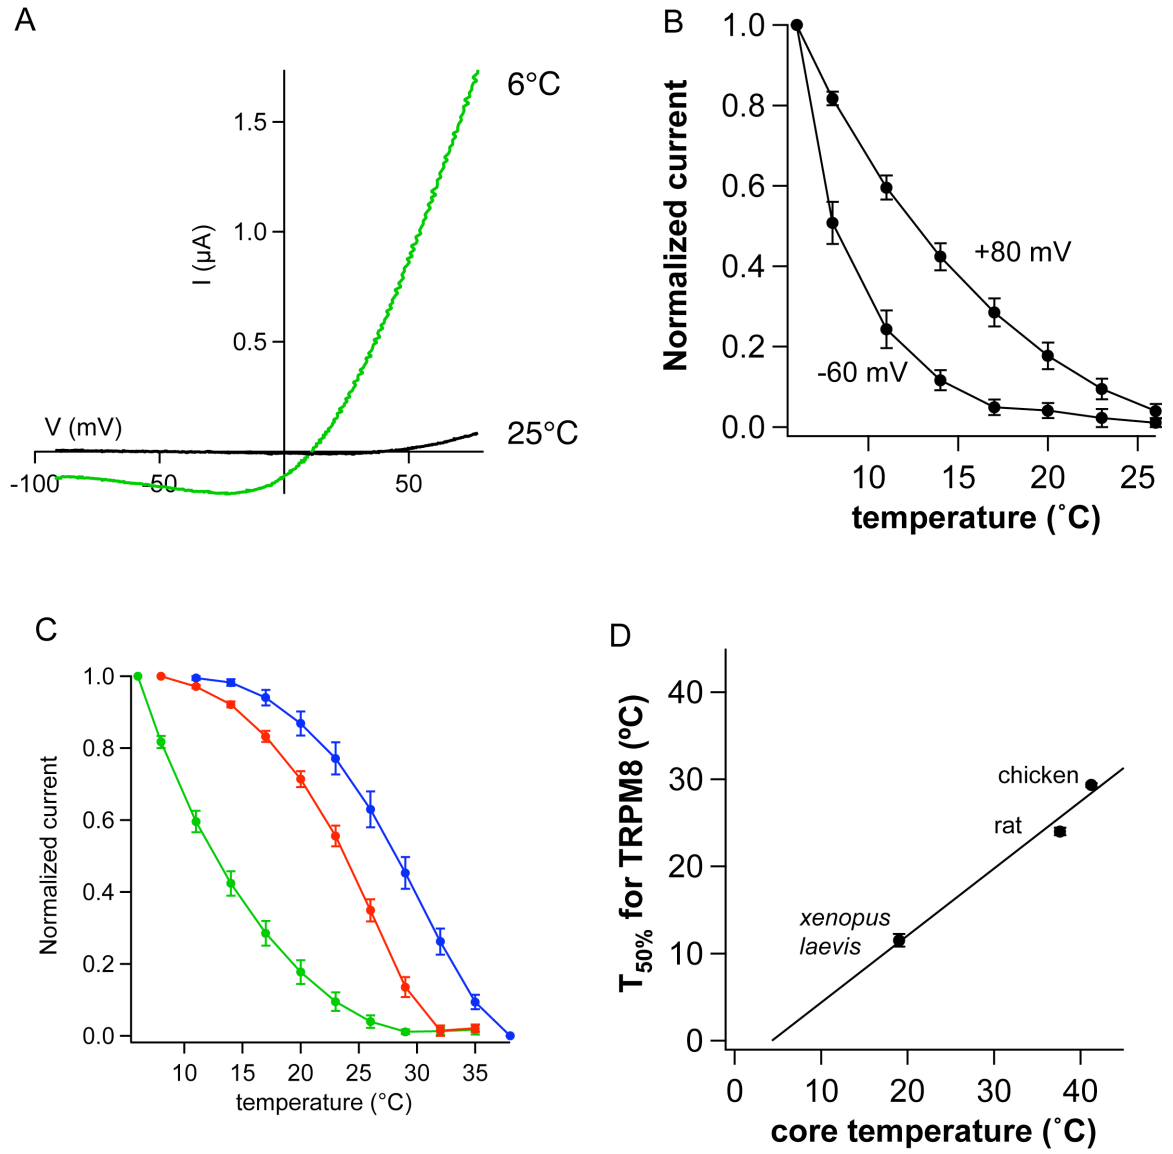 A
6°C
1.5
1.0
I (µA)
0.5
V (mV)
25°C
-100
-50
50
B
1.0
0.8
0.6
0.4
0.2
0.0
Normalized current
+80 mV
-60 mV
10
15
20
25
temperature (˚C)
C
1.0
0.8
0.6
0.4
0.2
0.0
Normalized current
10
15
20
25
30
35
temperature (°C)
D
40
30
20
10
0
T50% for TRPM8 (ºC)
chicken
rat
xenopus
laevis
0
10
20
30
40
core temperature (˚C)